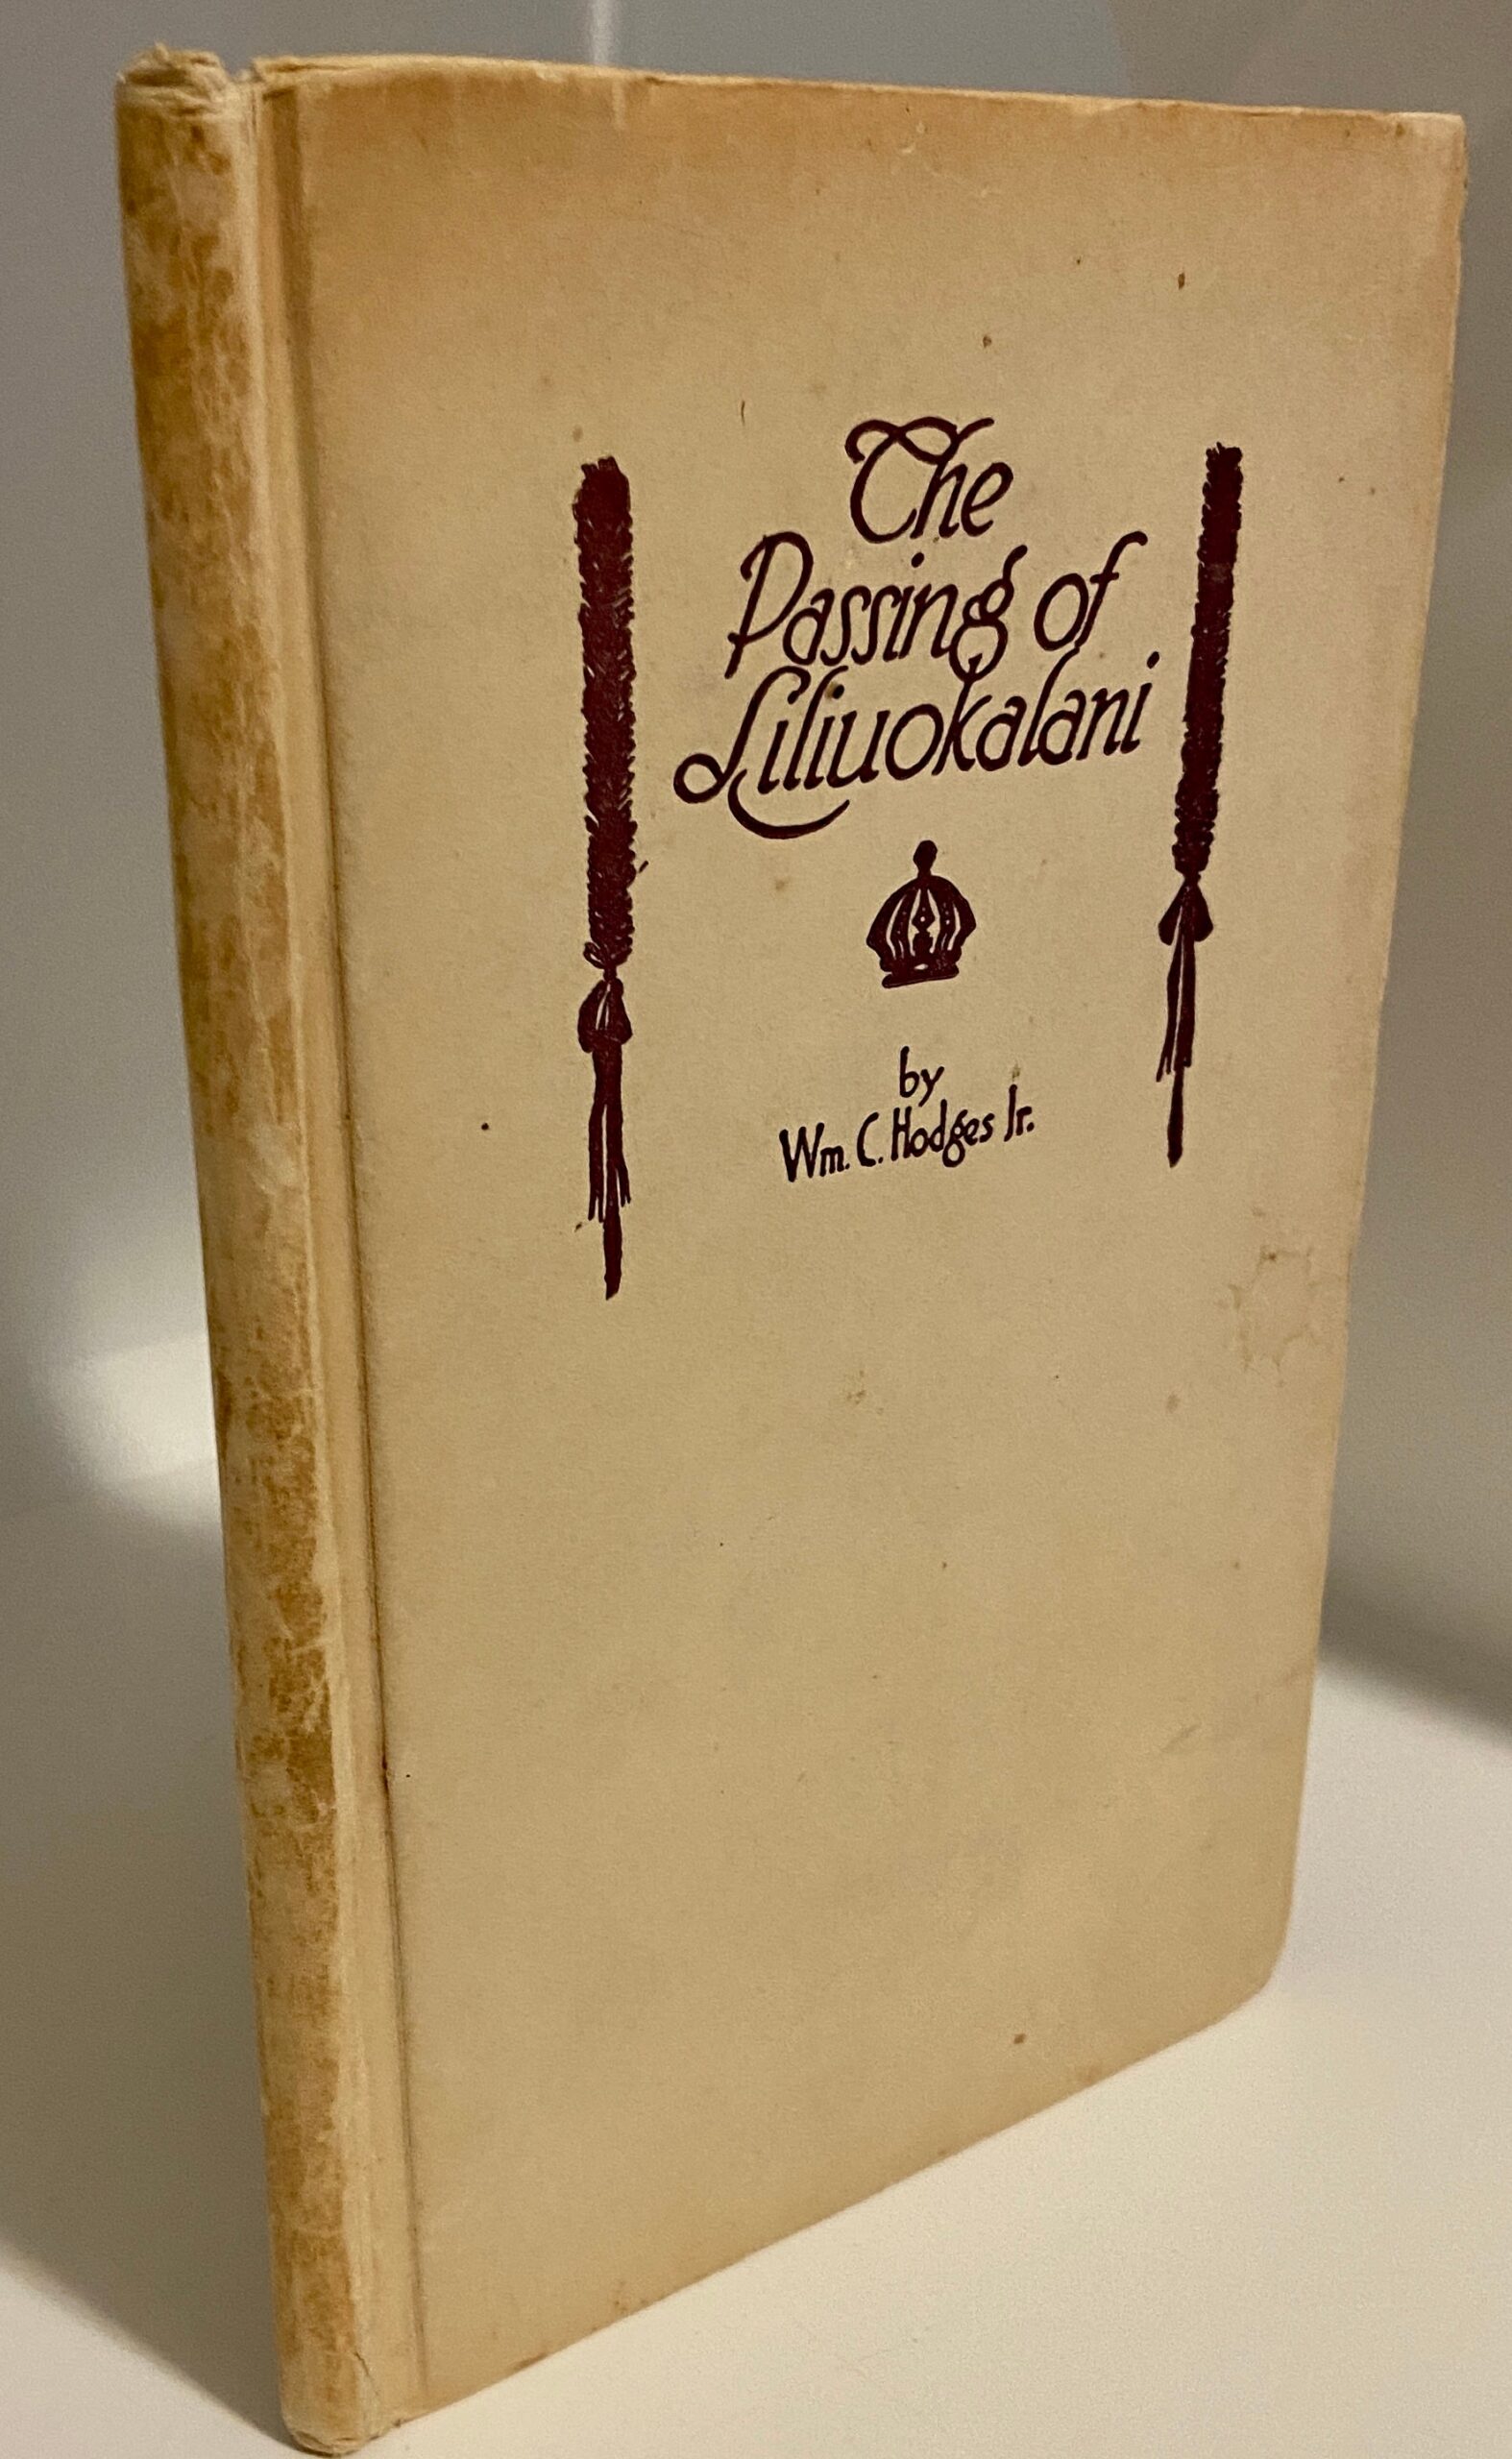 The
Passing of
Liliuokalani
by
Wm. C. Hodges Jr.